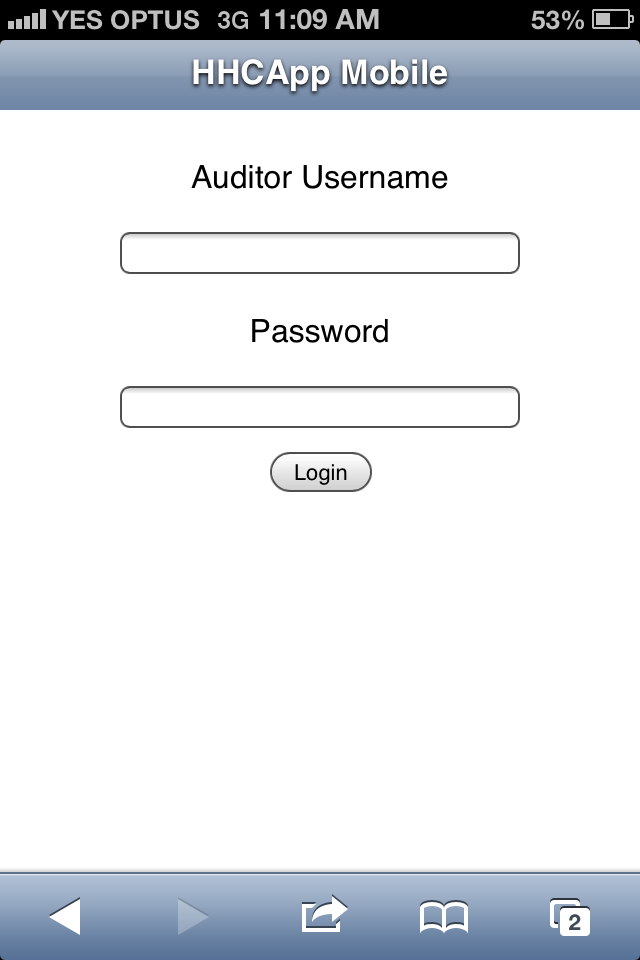 YES OPTUS 3G 11:09 AM 53%
HHCApp Mobile
Auditor Username
Password
Login
2